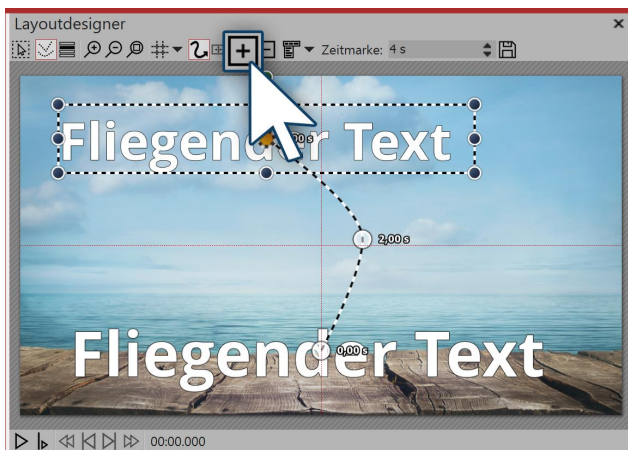 Layoutdesigner
Zeitmarke: 4 s
Fliegender Text
2,00 s
0,00 s
Fliegender Text
00:00.000